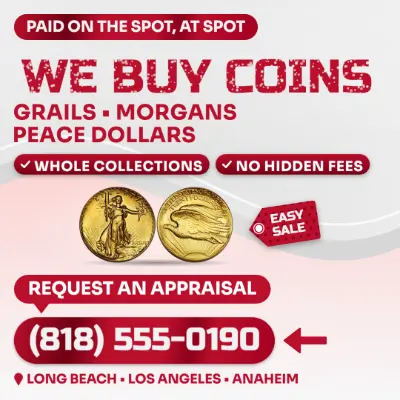 PAID ON THE SPOT, AT SPOT
WE BUY COINS
GRAILS ▪ MORGANS
PEACE DOLLARS
✓ WHOLE COLLECTIONS ✓ NO HIDDEN FEES
EASY
SALE
REQUEST AN APPRAISAL
(818) 555-0190
LONG BEACH ▪ LOS ANGELES ▪ ANAHEIM